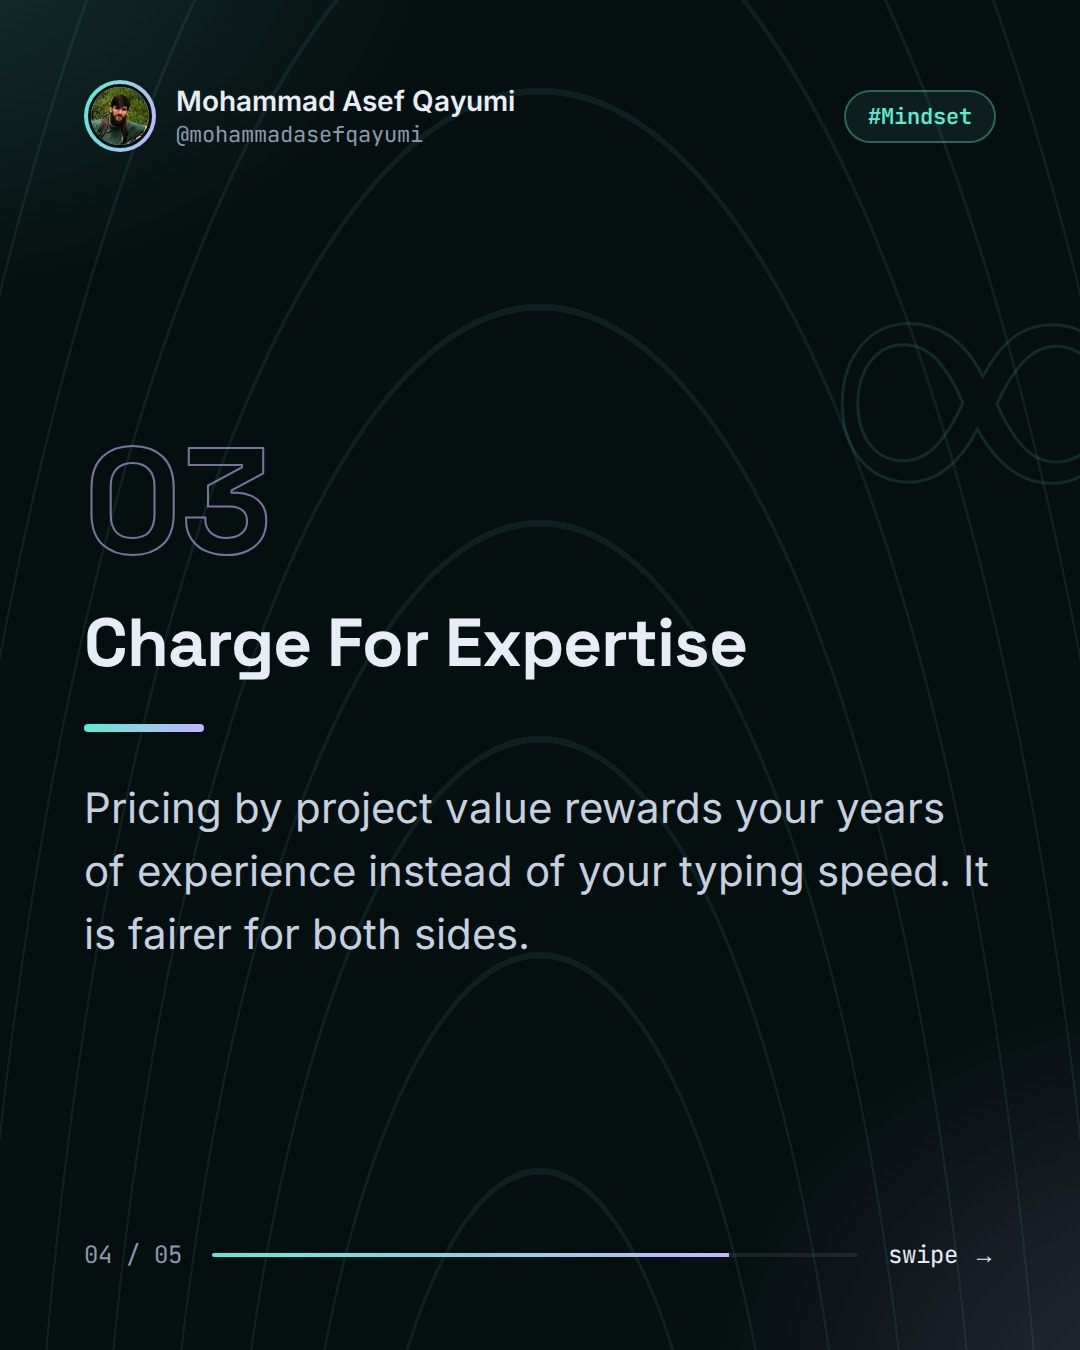 Mohammad Asef Qayumi
@mohammadasefqayumi
#Mindset
03
Charge For Expertise
Pricing by project value rewards your years
of experience instead of your typing speed. It
is fairer for both sides.
04 / 05
swipe →